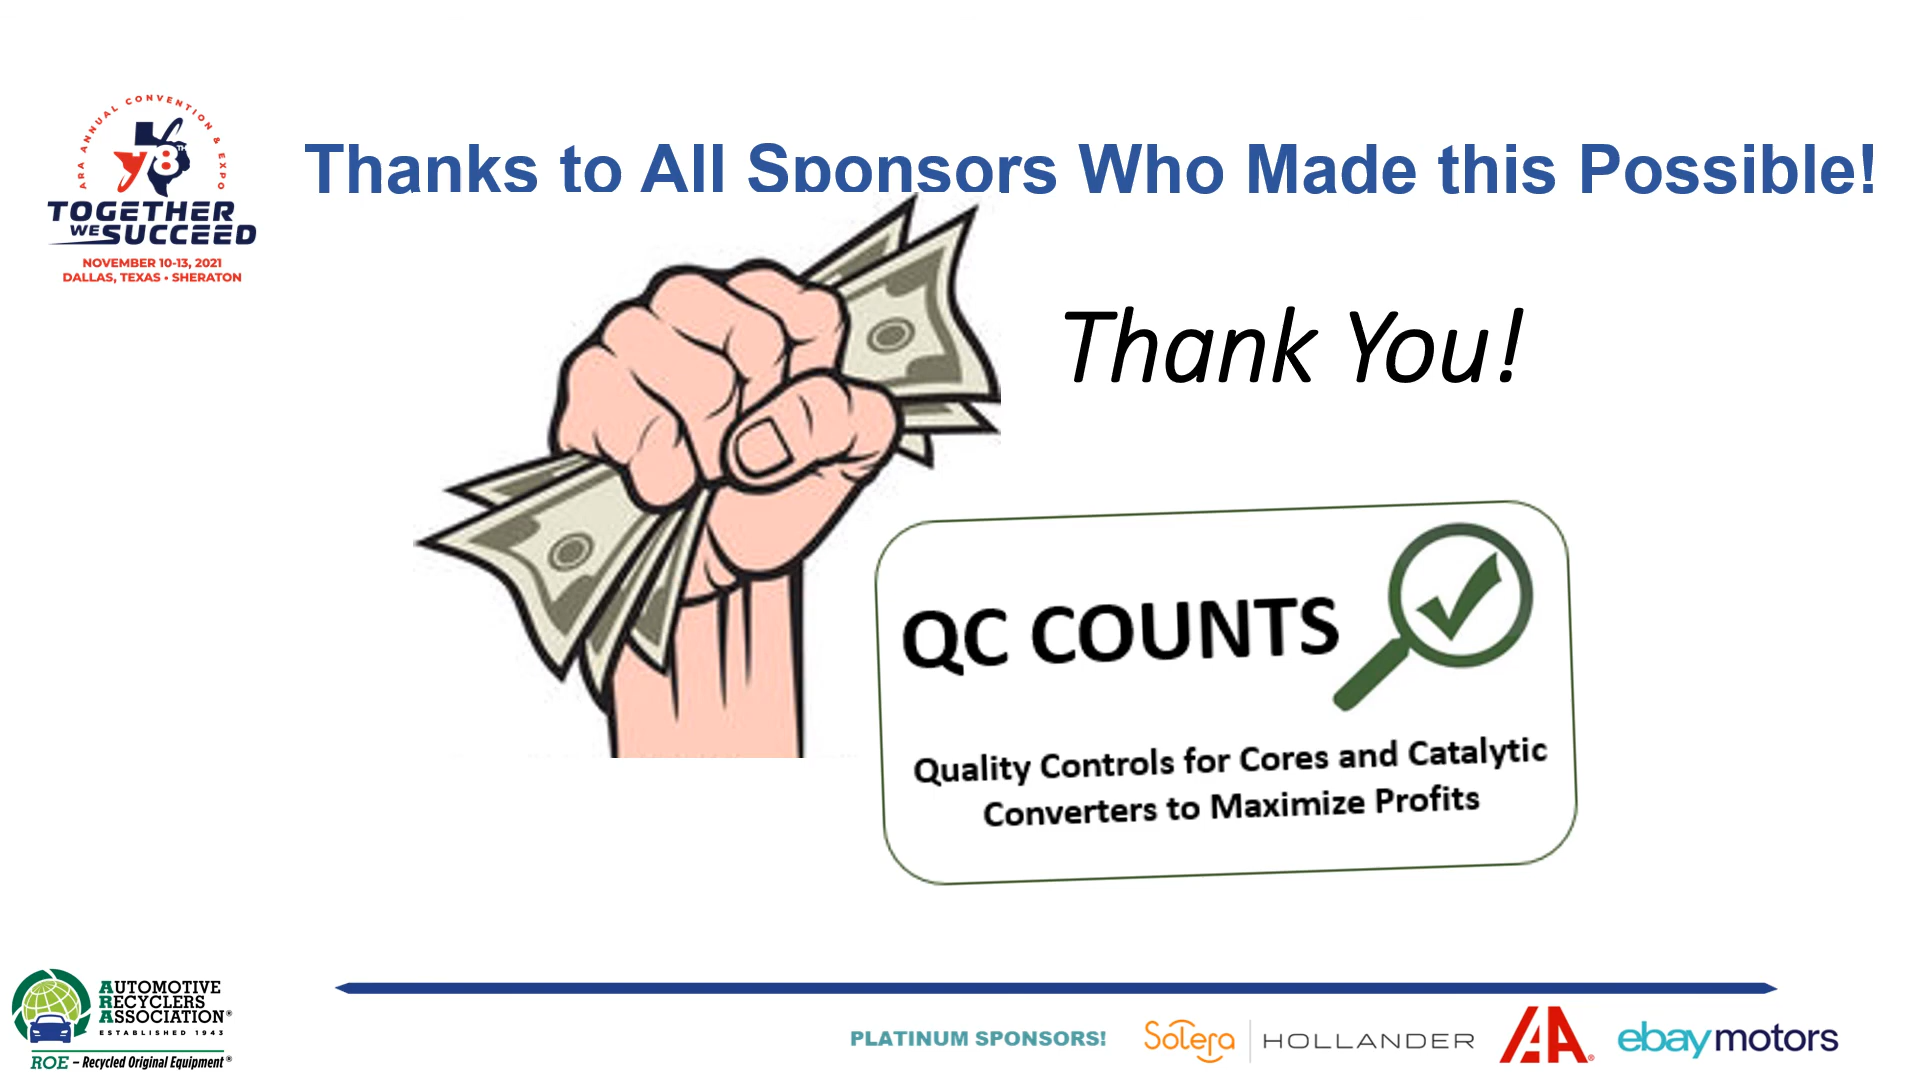 ARA ANNUAL CONVENTION & EXPO
78TH
TOGETHER
WE SUCCEED
NOVEMBER 10-13, 2021
DALLAS, TEXAS • SHERATON
Thanks to All Sponsors Who Made this Possible!
Thank You!
QC COUNTS
Quality Controls for Cores and Catalytic
Converters to Maximize Profits
AUTOMOTIVE
RECYCLERS
ASSOCIATION®
ESTABLISHED 1943
ROE – Recycled Original Equipment®
PLATINUM SPONSORS!
Solera | HOLLANDER
IAA®
ebay motors